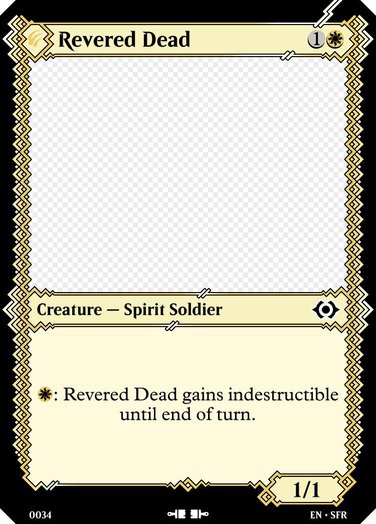 Revered Dead 1
Creature — Spirit Soldier
: Revered Dead gains indestructible
until end of turn.
1/1
0034 EN • SFR